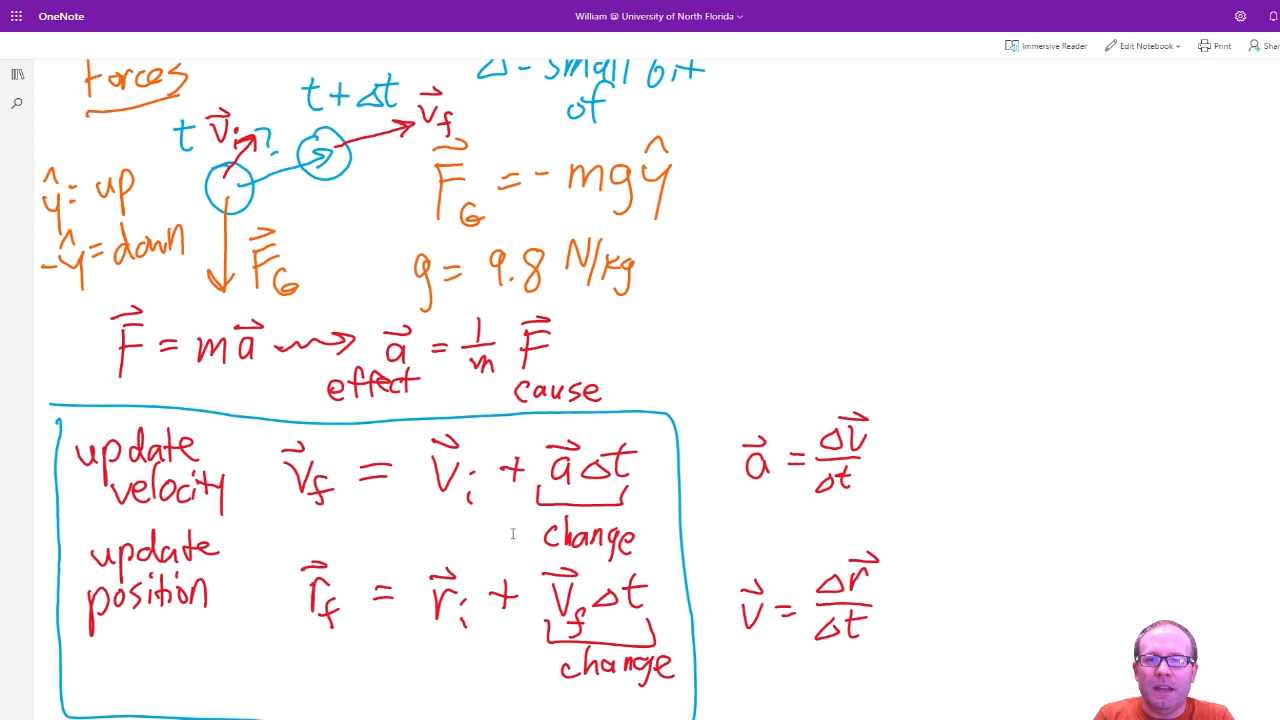 OneNote
William @ University of North Florida
Immersive Reader
Edit Notebook
Print
Shar
Forces
Δ - small bit
of
t + Δt
t
v⃗i
?
v⃗f
F⃗G = - mgŷ
ŷ = up
-ŷ = down
F⃗G
g = 9.8 N/kg
F⃗ = ma⃗ → a⃗ = 1/m F⃗
effect
cause
update
velocity
v⃗f = v⃗i + a⃗Δt
change
a⃗ = Δv⃗/Δt
update
position
r⃗f = r⃗i + v⃗fΔt
change
v⃗ = Δr⃗/Δt